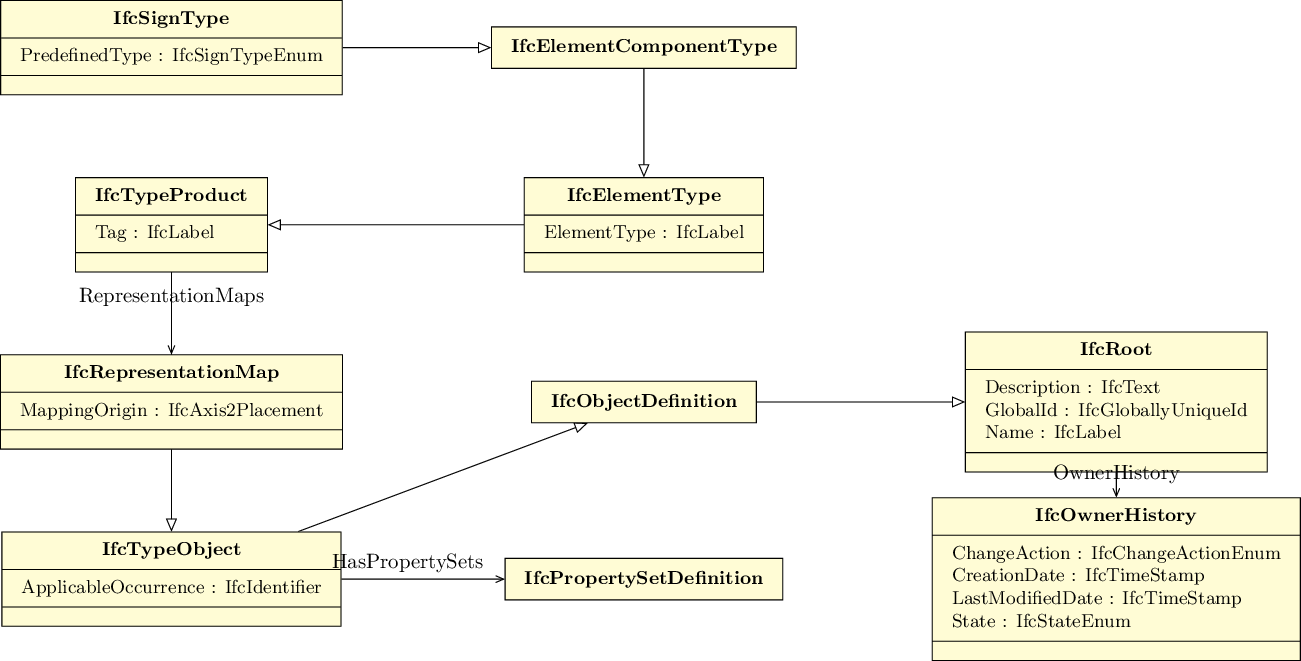 IfcSignType
PredefinedType : IfcSignTypeEnum
IfcElementComponentType
IfcTypeProduct
Tag : IfcLabel
IfcElementType
ElementType : IfcLabel
RepresentationMaps
IfcRepresentationMap
MappingOrigin : IfcAxis2Placement
IfcObjectDefinition
IfcRoot
Description : IfcText
GlobalId : IfcGloballyUniqueId
Name : IfcLabel
OwnerHistory
IfcTypeObject
ApplicableOccurrence : IfcIdentifier
HasPropertySets
IfcPropertySetDefinition
IfcOwnerHistory
ChangeAction : IfcChangeActionEnum
CreationDate : IfcTimeStamp
LastModifiedDate : IfcTimeStamp
State : IfcStateEnum